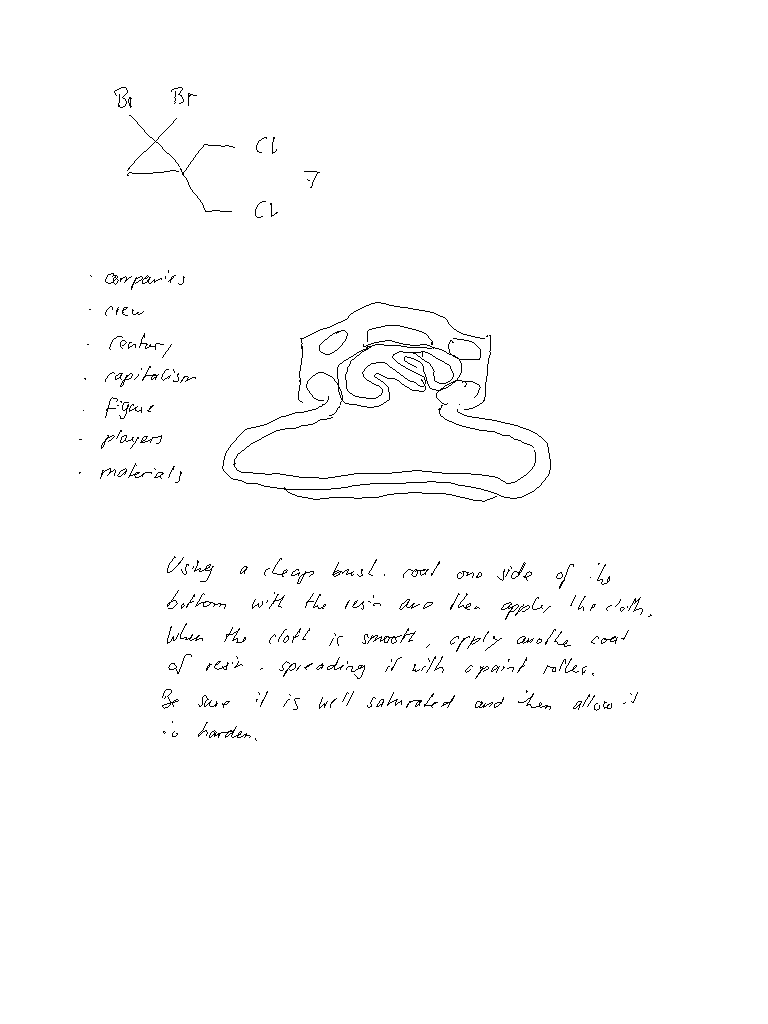 Br Br
Cl
7
Cl
· companies
· crew
· century
· capitalism
· figure
· players
· materials
Using a cheap brush, coat one side of the
bottom with the resin and then apply the cloth.
When the cloth is smooth, apply another coat
of resin, spreading it with a paint roller.
Be sure it is well saturated and then allow it
to harden.